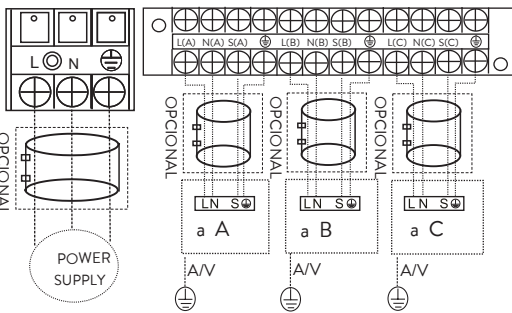 L N
L(A) N(A) S(A) L(B) N(B) S(B) L(C) N(C) S(C)
OPCIONAL
OPCIONAL
OPCIONAL
OPCIONAL
LN S
LN S
LN S
a A
a B
a C
POWER
SUPPLY
A/V
A/V
A/V